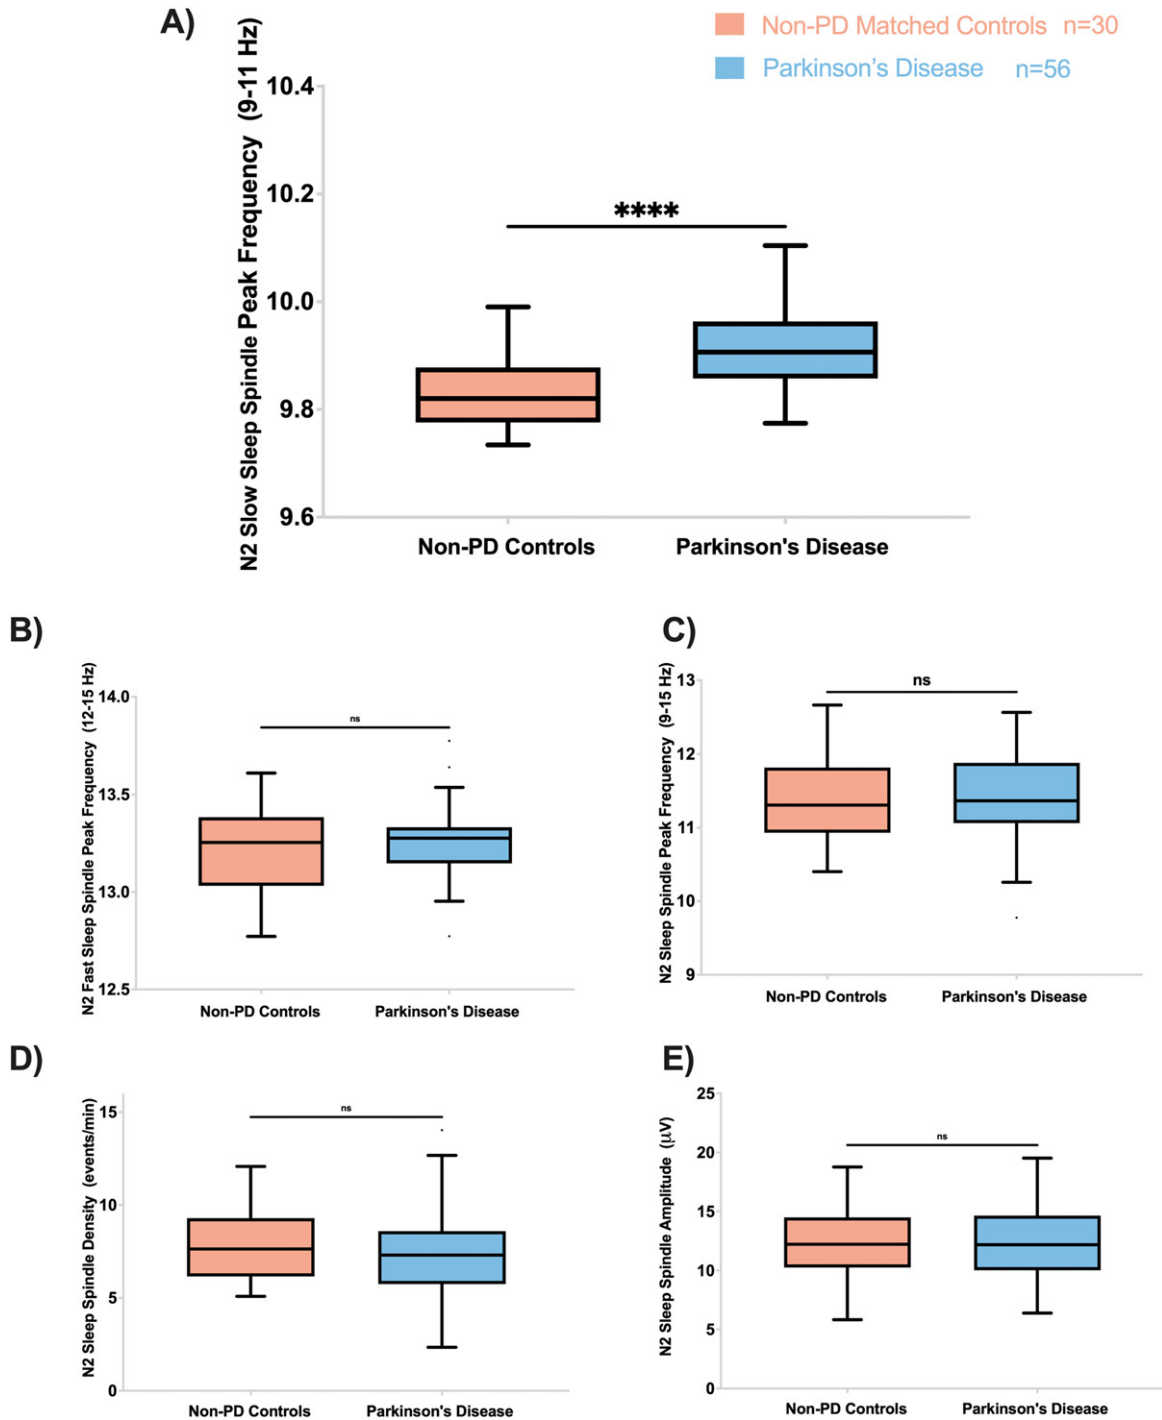 A)
Non-PD Matched Controls n=30
Parkinson's Disease n=56
N2 Slow Sleep Spindle Peak Frequency (9-11 Hz)
10.4
10.2
10.0
9.8
9.6
****
Non-PD Controls Parkinson's Disease
B)
N2 Fast Sleep Spindle Peak Frequency (12-15 Hz)
14.0
13.5
13.0
12.5
ns
Non-PD Controls Parkinson's Disease
C)
N2 Sleep Spindle Peak Frequency (9-15 Hz)
13
12
11
10
9
ns
Non-PD Controls Parkinson's Disease
D)
N2 Sleep Spindle Density (events/min)
15
10
5
0
ns
Non-PD Controls Parkinson's Disease
E)
N2 Sleep Spindle Amplitude (μV)
25
20
15
10
5
0
ns
Non-PD Controls Parkinson's Disease